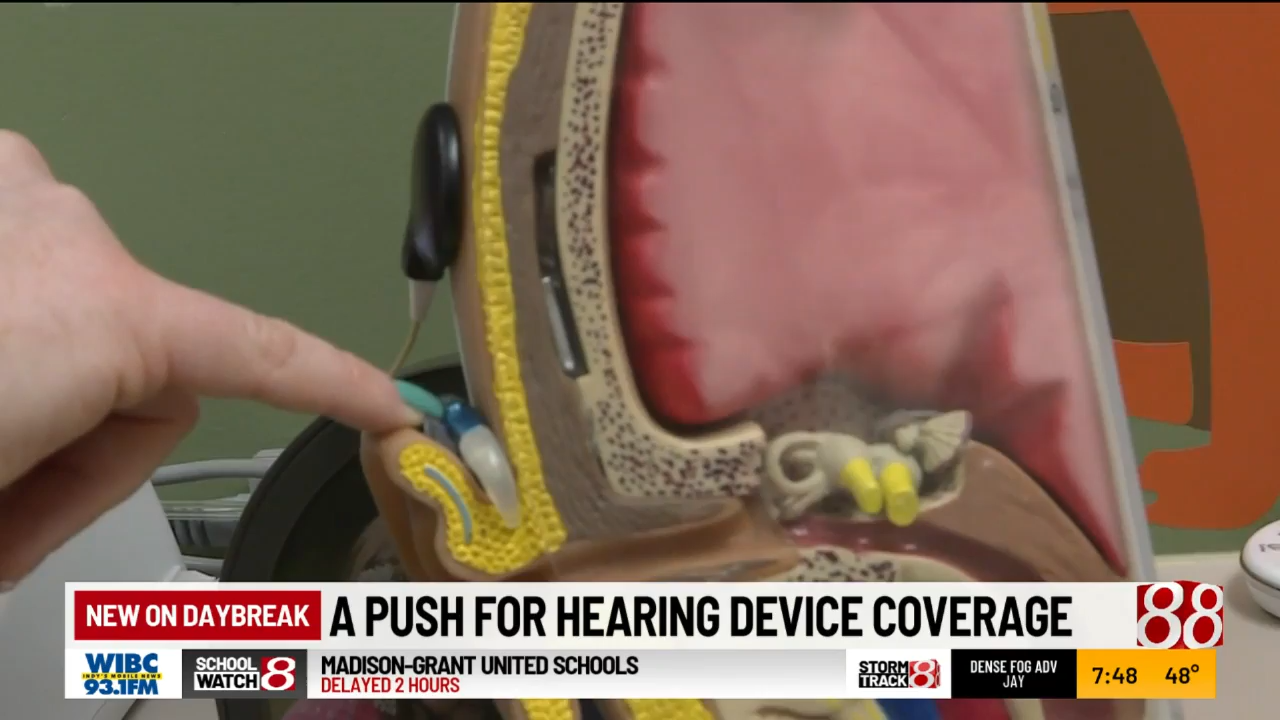 NEW ON DAYBREAK
A PUSH FOR HEARING DEVICE COVERAGE
88
WIBC
INDY'S MOBILE NEWS
93.1FM
SCHOOL
WATCH 8
MADISON-GRANT UNITED SCHOOLS
DELAYED 2 HOURS
STORM
TRACK 8
DENSE FOG ADV
JAY
7:48
48°